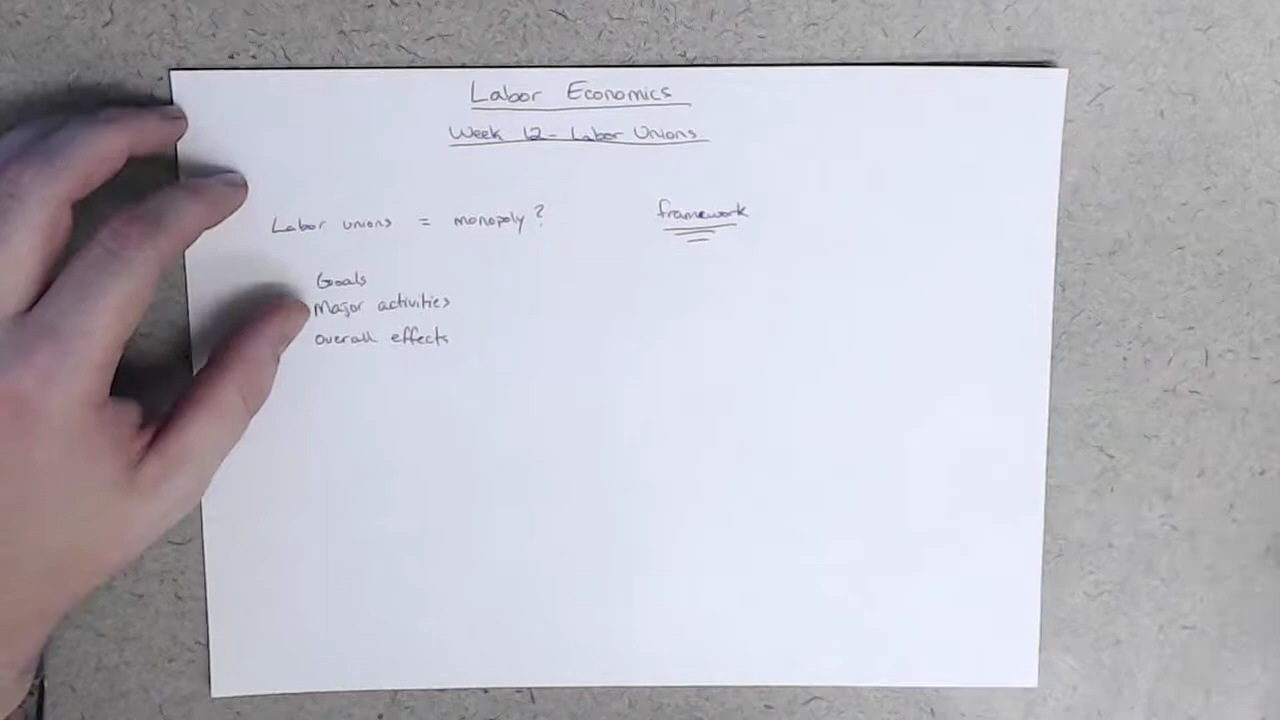 Labor Economics
Week 12 - Labor Unions
Labor unions = monopoly?
framework
Goals
Major activities
Overall effects